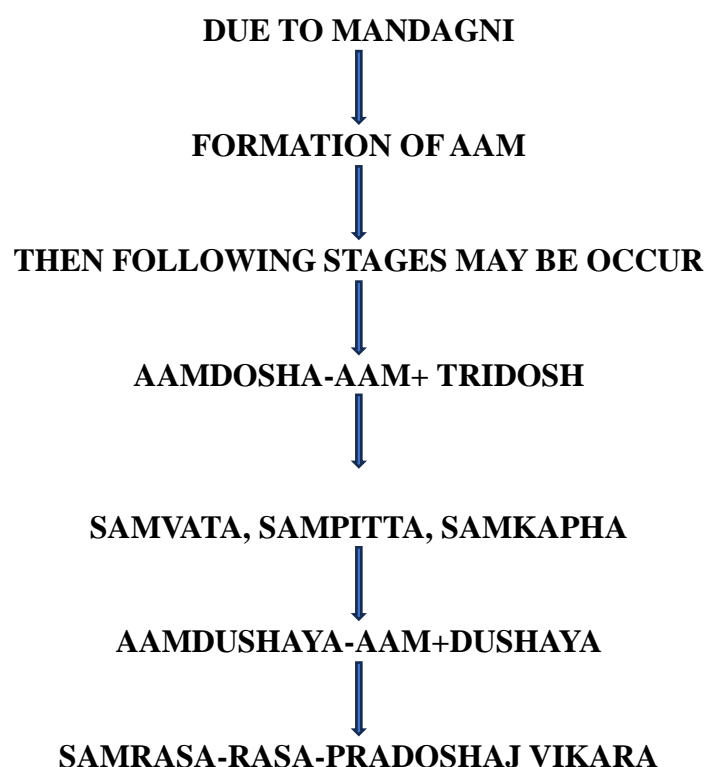 DUE TO MANDAGNI
FORMATION OF AAM
THEN FOLLOWING STAGES MAY BE OCCUR
AAMDOSHA-AAM+ TRIDOSH
SAMVATA, SAMPITTA, SAMKAPHA
AAMDUSHAYA-AAM+DUSHAYA
SAMRASA-RASA-PRADOSHAJ VIKARA